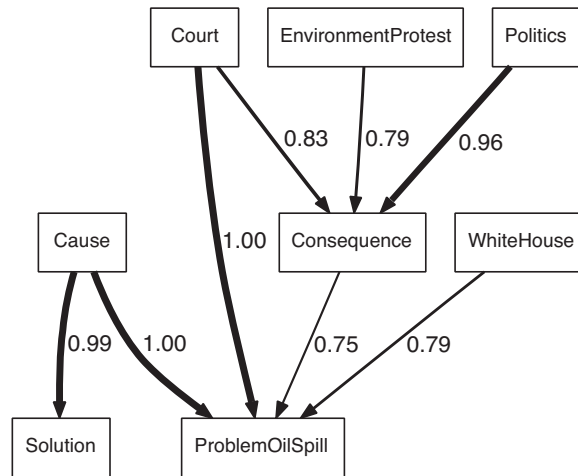 Court
EnvironmentProtest
Politics
0.83
0.79
0.96
Cause
1.00
Consequence
WhiteHouse
0.99
1.00
0.75
0.79
Solution
ProblemOilSpill